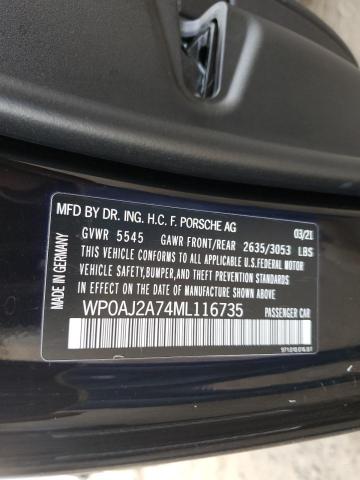 MFD BY DR. ING. H.C. F. PORSCHE AG 03/21
GVWR 5545 GAWR FRONT/REAR 2635/3053 LBS
THIS VEHICLE CONFORMS TO ALL APPLICABLE U.S. FEDERAL MOTOR
VEHICLE SAFETY, BUMPER, AND THEFT PREVENTION STANDARDS IN
EFFECT ON THE DATE OF MANUFACTURE SHOWN ABOVE.
WP0AJ2A74ML116735 PASSENGER CAR
MADE IN GERMANY